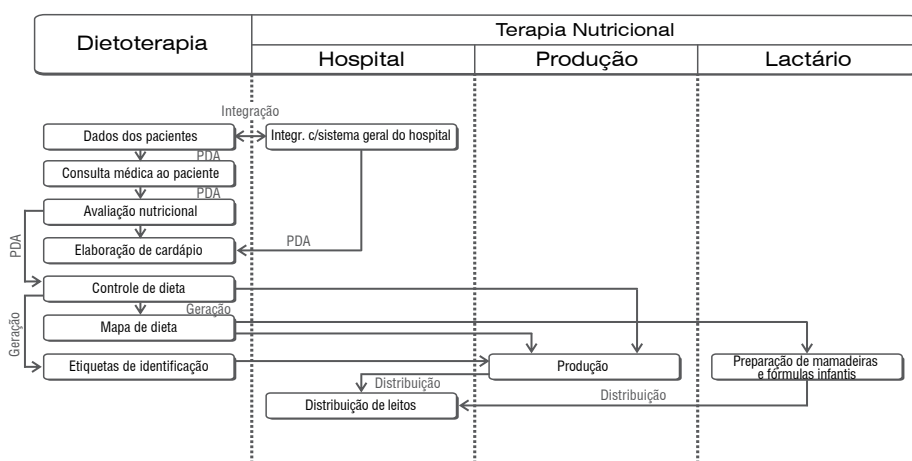 Dietoterapia
Terapia Nutricional
Hospital
Produção
Lactário
Integração
Dados dos pacientes
Integr. c/sistema geral do hospital
PDA
Consulta médica ao paciente
PDA
Avaliação nutricional
PDA
Elaboração de cardápio
PDA
Controle de dieta
Geração
Geração
Mapa de dieta
Etiquetas de identificação
Produção
Preparação de mamadeiras
e fórmulas infantis
Distribuição
Distribuição
Distribuição de leitos